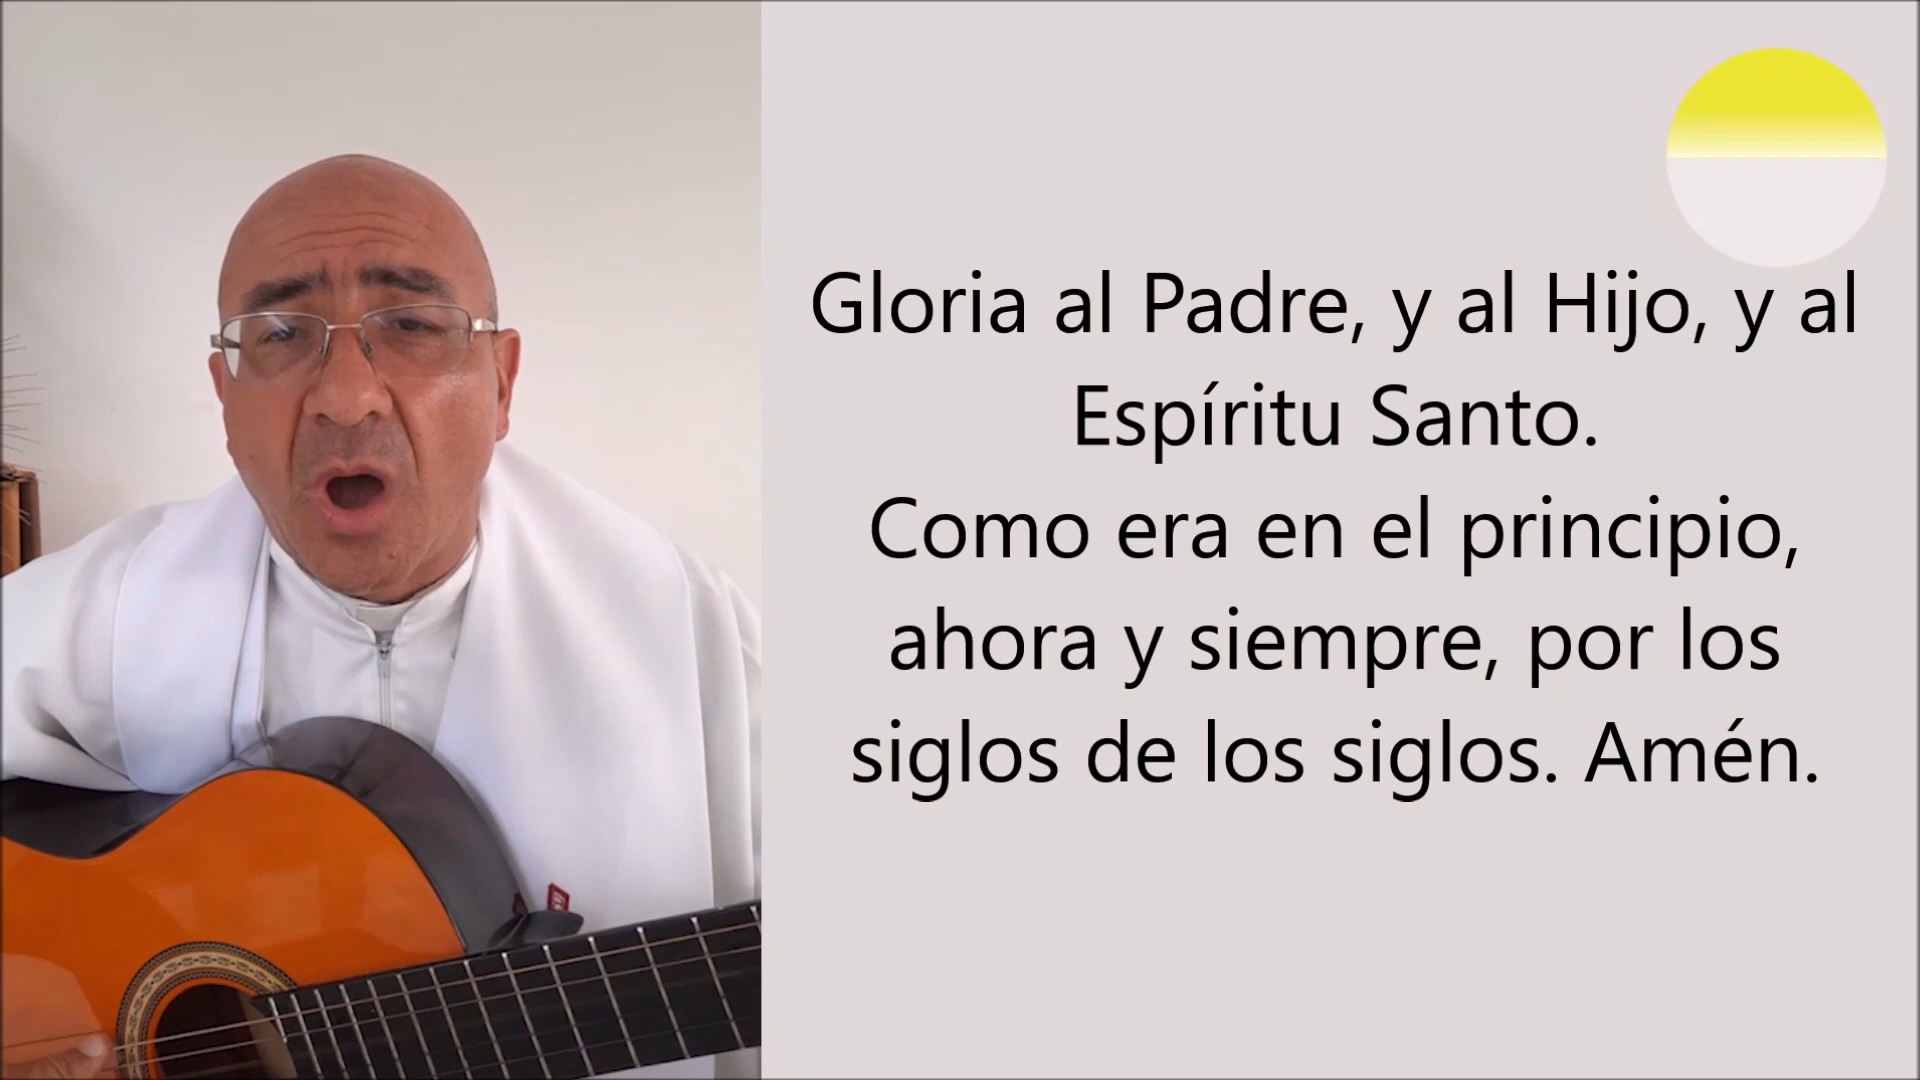 Gloria al Padre, y al Hijo, y al
Espíritu Santo.
Como era en el principio,
ahora y siempre, por los
siglos de los siglos. Amén.